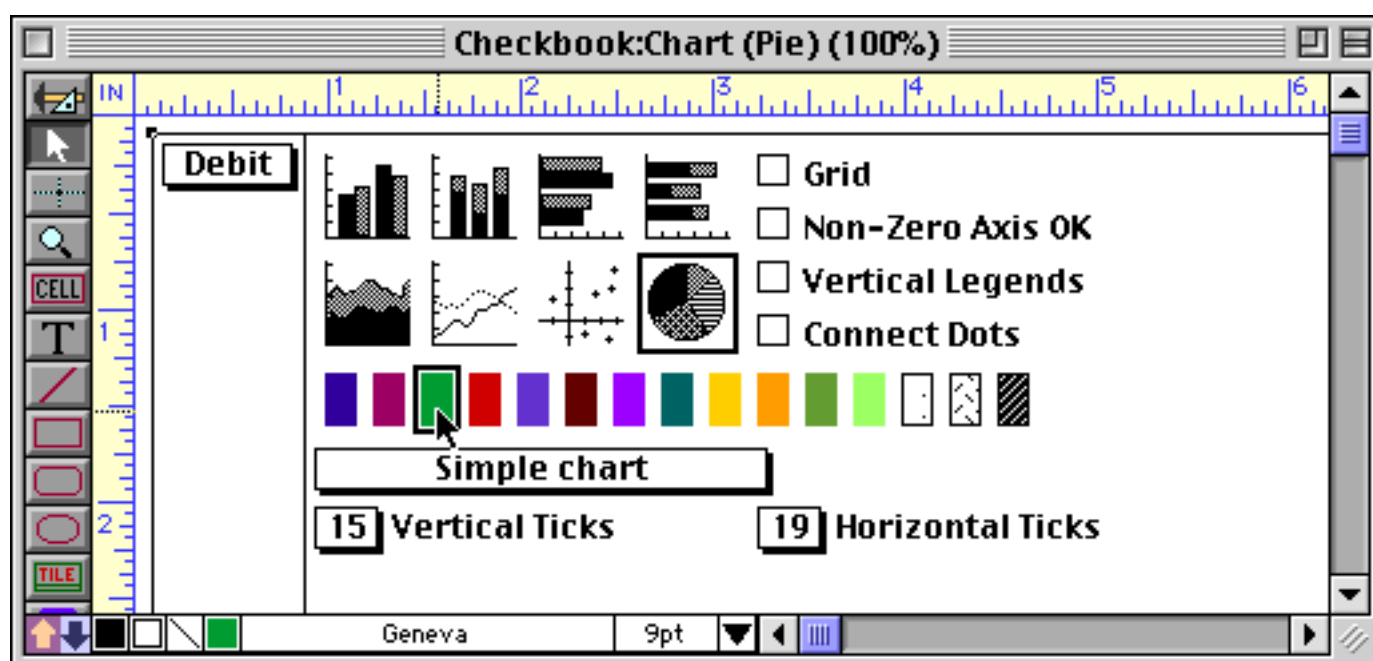 Checkbook:Chart (Pie) (100%)
IN 1 2 3 4 5 6
Debit
Grid
Non-Zero Axis OK
CELL
Vertical Legends
T
1
Connect Dots
Simple chart
2
15 Vertical Ticks
19 Horizontal Ticks
TILE
Geneva
9pt